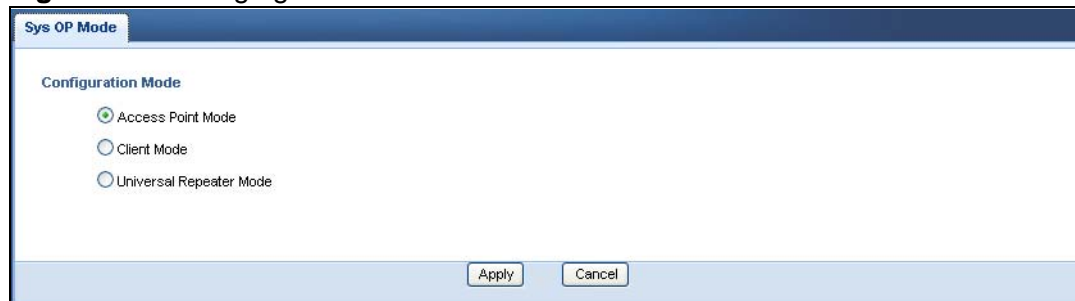 Sys OP Mode
Configuration Mode
Access Point Mode
Client Mode
Universal Repeater Mode
Apply Cancel